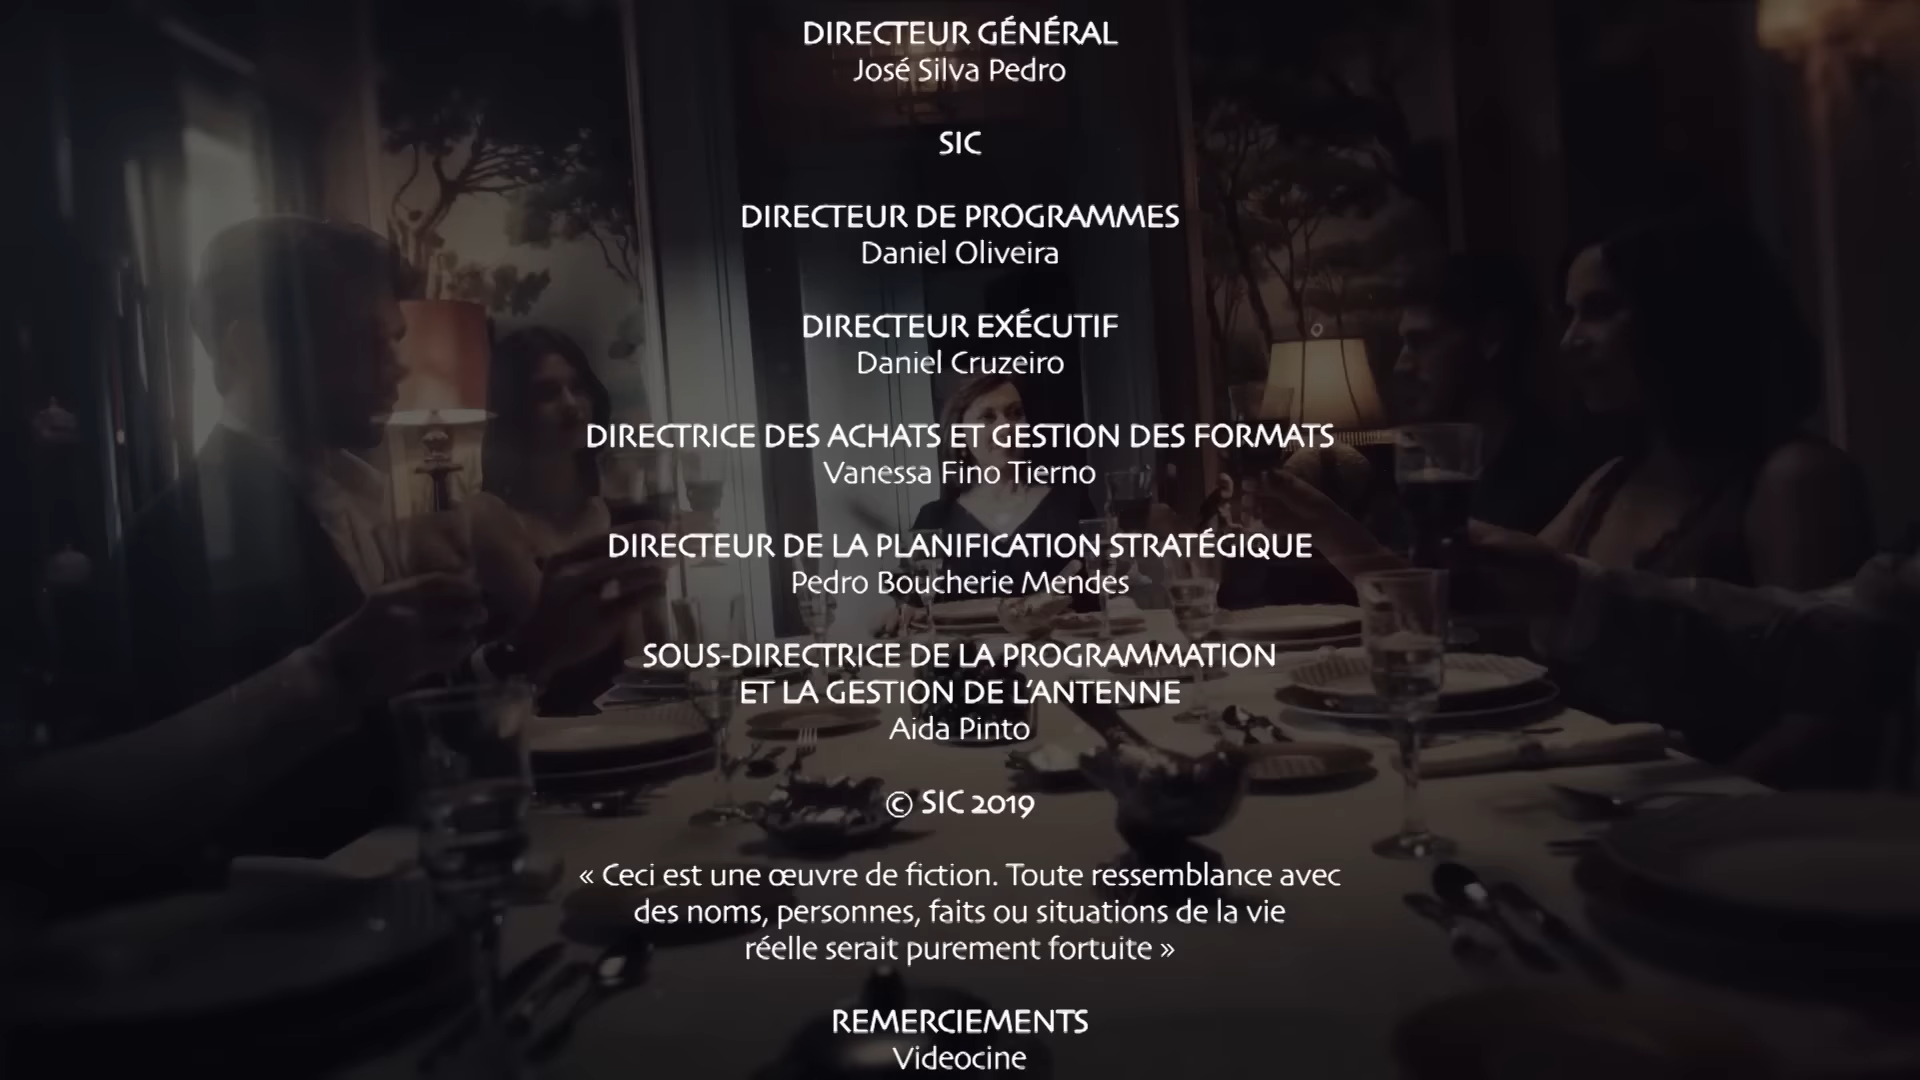 DIRECTEUR GÉNÉRAL
José Silva Pedro
SIC
DIRECTEUR DE PROGRAMMES
Daniel Oliveira
DIRECTEUR EXÉCUTIF
Daniel Cruzeiro
DIRECTRICE DES ACHATS ET GESTION DES FORMATS
Vanessa Fino Tierno
DIRECTEUR DE LA PLANIFICATION STRATÉGIQUE
Pedro Boucherie Mendes
SOUS-DIRECTRICE DE LA PROGRAMMATION
ET LA GESTION DE L’ANTENNE
Aida Pinto
© SIC 2019
« Ceci est une œuvre de fiction. Toute ressemblance avec
des noms, personnes, faits ou situations de la vie
réelle serait purement fortuite »
REMERCIEMENTS
Videocine